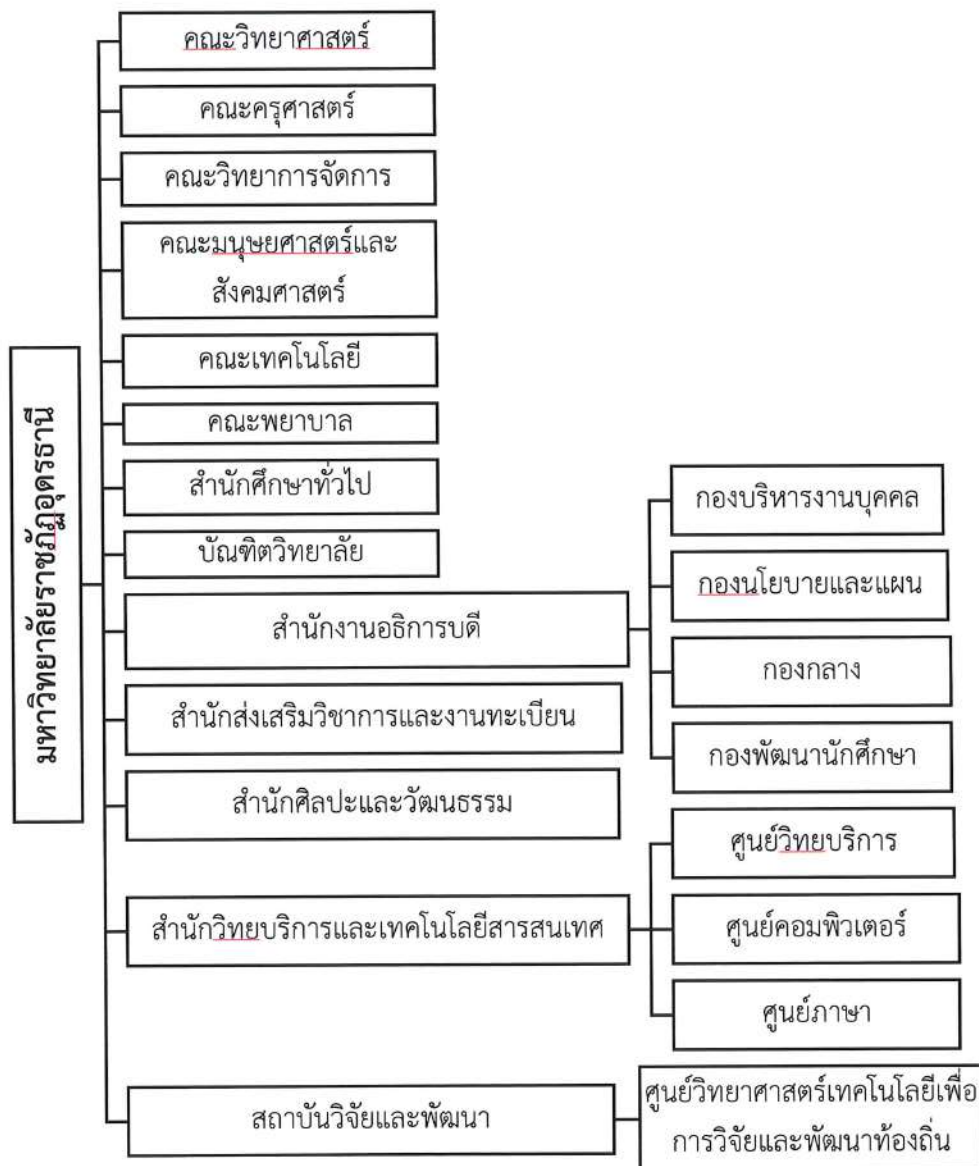 มหาวิทยาลัยราชภัฏอุดรธานี
คณะวิทยาศาสตร์
คณะครุศาสตร์
คณะวิทยาการจัดการ
คณะมนุษยศาสตร์และ
สังคมศาสตร์
คณะเทคโนโลยี
คณะพยาบาล
สำนักศึกษาทั่วไป
บัณฑิตวิทยาลัย
สำนักงานอธิการบดี
กองบริหารงานบุคคล
กองนโยบายและแผน
กองกลาง
กองพัฒนานักศึกษา
สำนักส่งเสริมวิชาการและงานทะเบียน
สำนักศิลปะและวัฒนธรรม
สำนักวิทยบริการและเทคโนโลยีสารสนเทศ
ศูนย์วิทยบริการ
ศูนย์คอมพิวเตอร์
ศูนย์ภาษา
สถาบันวิจัยและพัฒนา
ศูนย์วิทยาศาสตร์เทคโนโลยีเพื่อ
การวิจัยและพัฒนาท้องถิ่น